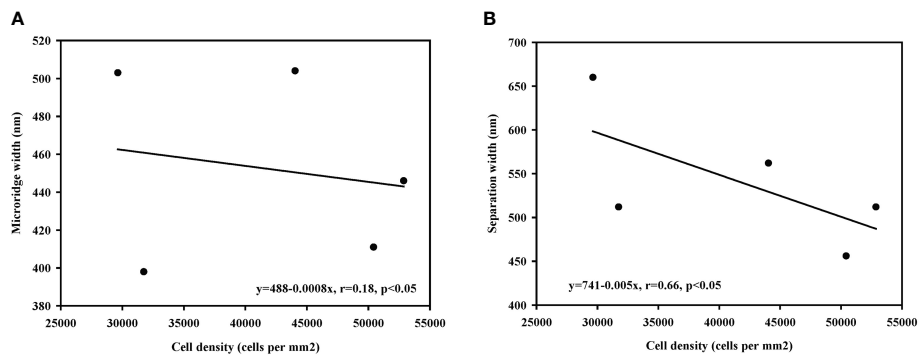 A
520
500
480
460
440
420
400
380
Microridge width (nm)
y=488-0.0008x, r=0.18, p<0.05
25000 30000 35000 40000 45000 50000 55000
Cell density (cells per mm2)
B
700
650
600
550
500
450
400
Separation width (nm)
y=741-0.005x, r=0.66, p<0.05
25000 30000 35000 40000 45000 50000 55000
Cell density (cells per mm2)